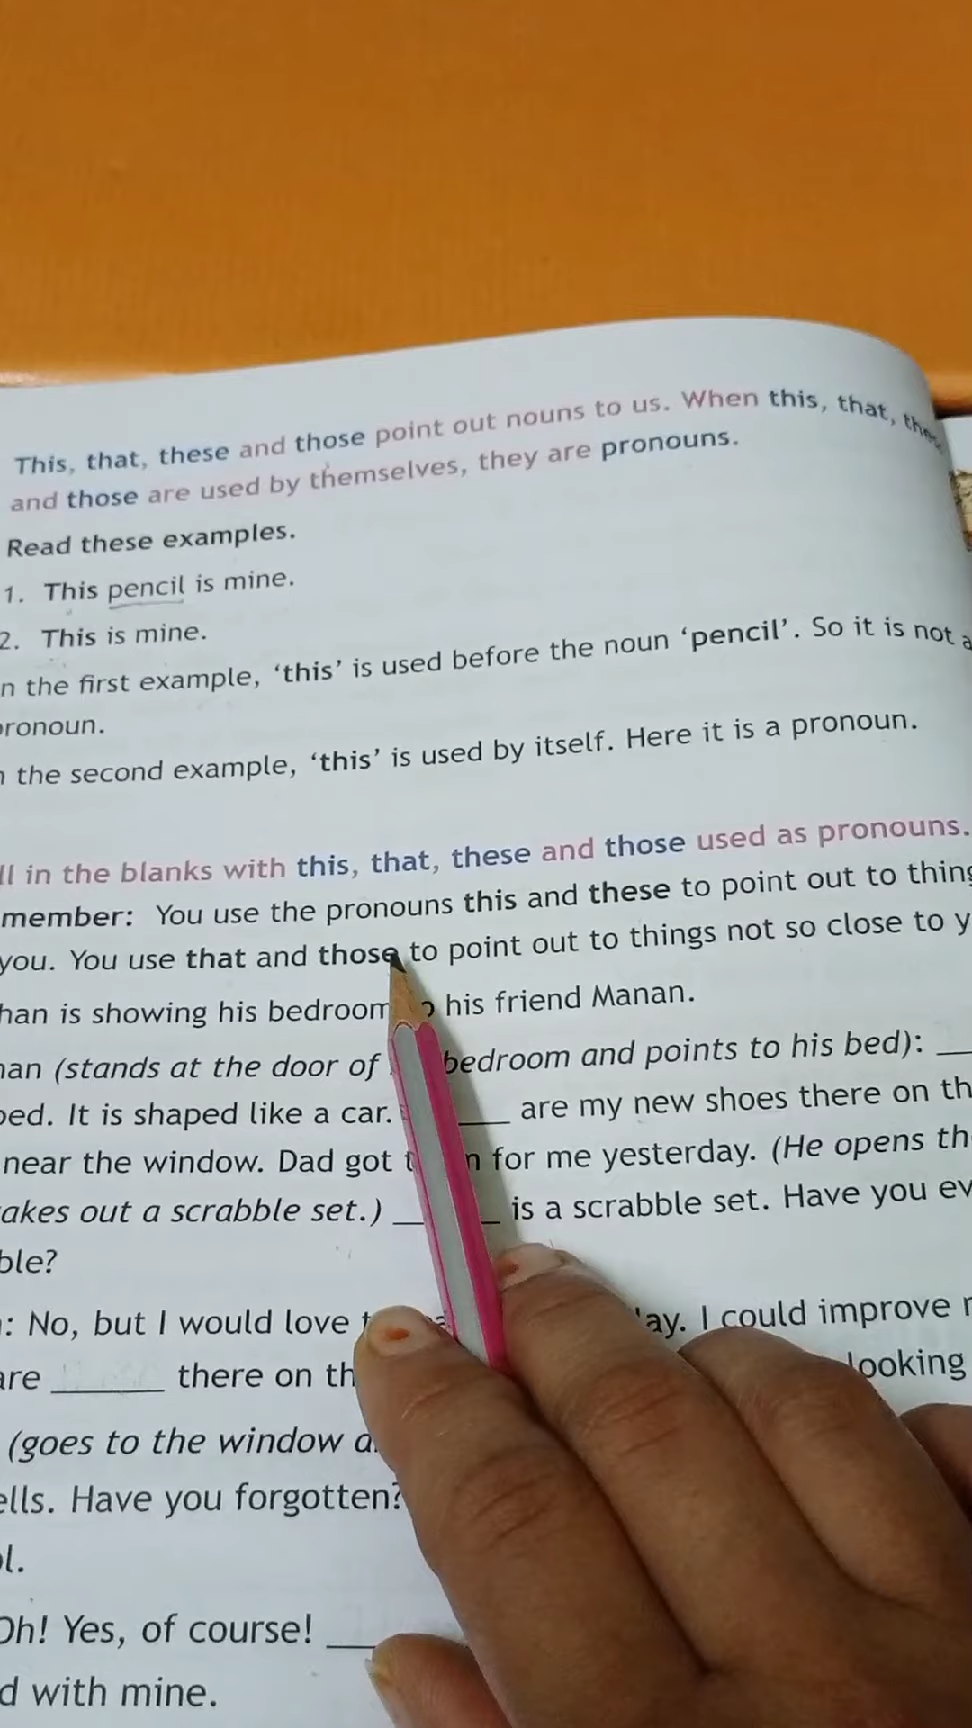 This, that, these and those point out nouns to us. When this, that,
and those are used by themselves, they are pronouns.
Read these examples.
1. This pencil is mine.
2. This is mine.
n the first example, ‘this’ is used before the noun ‘pencil’. So it is not a
pronoun.
the second example, ‘this’ is used by itself. Here it is a pronoun.
ll in the blanks with this, that, these and those used as pronouns.
member: You use the pronouns this and these to point out to thing
you. You use that and those to point out to things not so close to y
han is showing his bedroom his friend Manan.
an (stands at the door of bedroom and points to his bed): ___
bed. It is shaped like a car. ____ are my new shoes there on th
near the window. Dad got for me yesterday. (He opens th
akes out a scrabble set.) ______ is a scrabble set. Have you ev
ble?
: No, but I would love ay. I could improve
are ______ there on th looking
(goes to the window a
ells. Have you forgotten?
l.
Oh! Yes, of course! ___
d with mine.